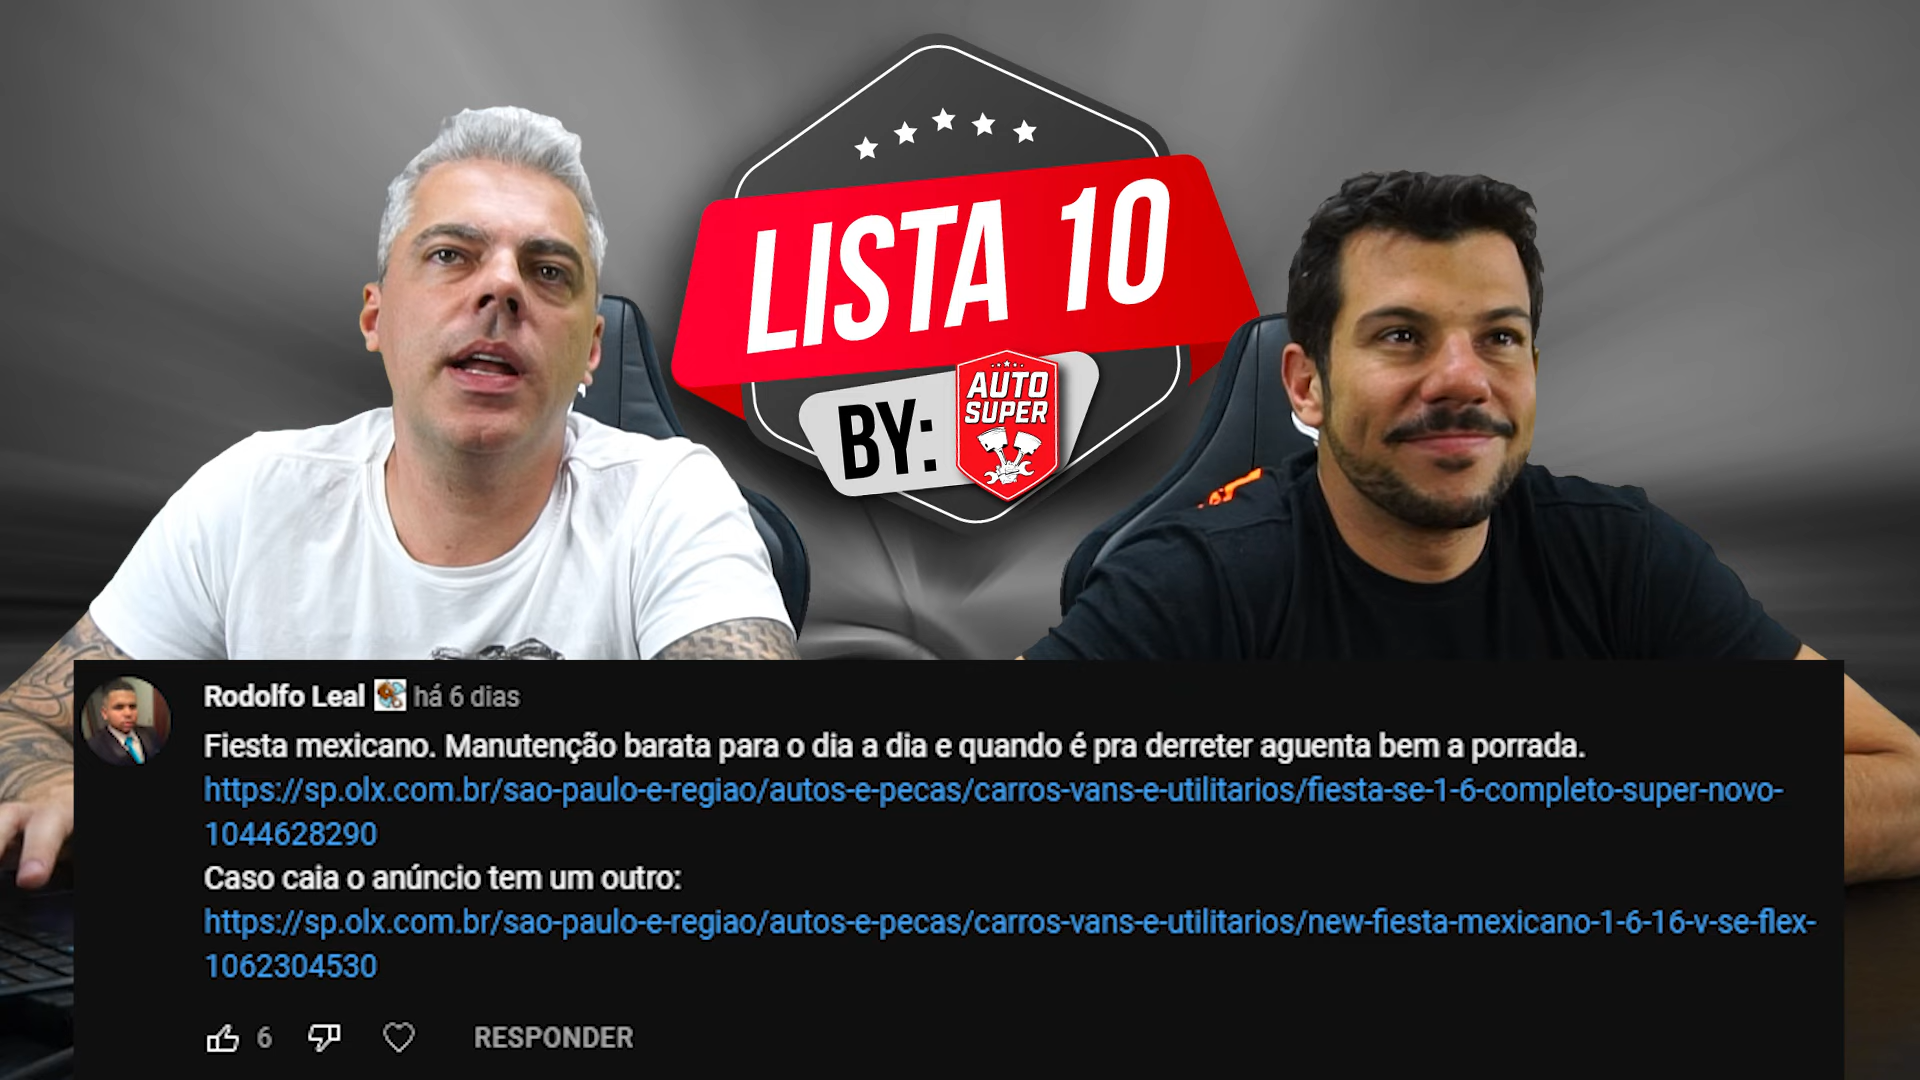 LISTA 10
BY:
AUTO
SUPER
Rodolfo Leal há 6 dias
Fiesta mexicano. Manutenção barata para o dia a dia e quando é pra derreter aguenta bem a porrada.
https://sp.olx.com.br/sao-paulo-e-regiao/autos-e-pecas/carros-vans-e-utilitarios/fiesta-se-1-6-completo-super-novo-
1044628290
Caso caia o anúncio tem um outro:
https://sp.olx.com.br/sao-paulo-e-regiao/autos-e-pecas/carros-vans-e-utilitarios/new-fiesta-mexicano-1-6-16-v-se-flex-
1062304530
6 RESPONDER